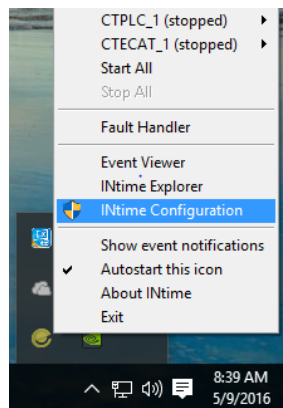 CTPLC_1 (stopped)
CTECAT_1 (stopped)
Start All
Stop All
Fault Handler
Event Viewer
INtime Explorer
INtime Configuration
Show event notifications
Autostart this icon
About INtime
Exit
8:39 AM
5/9/2016